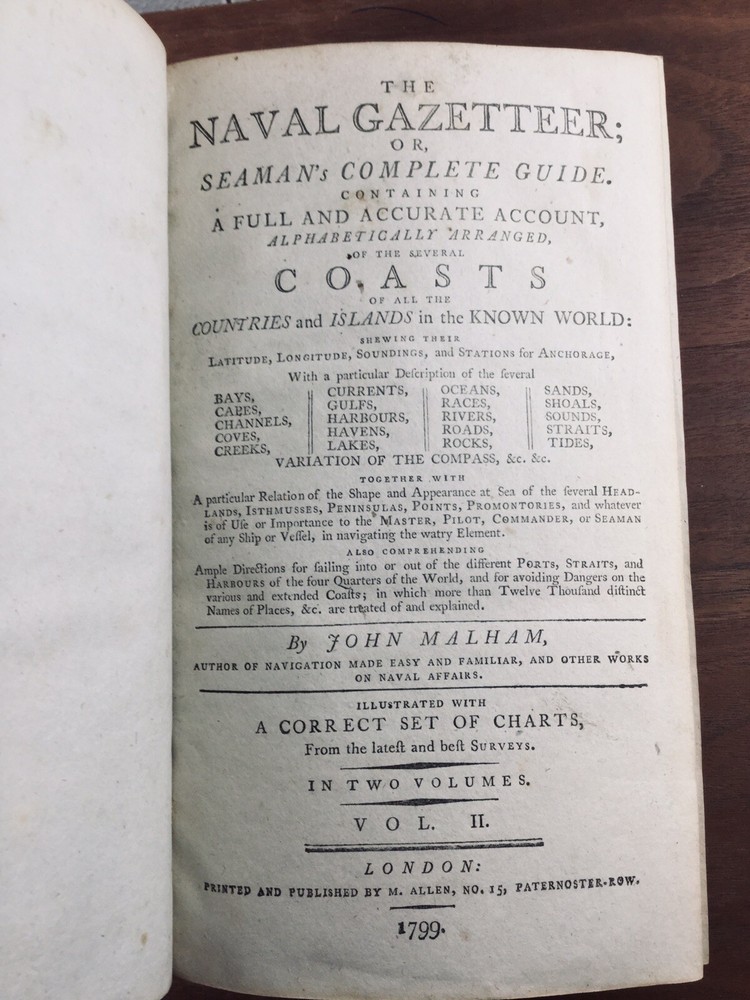 THE
NAVAL GAZETTEER;
OR,
SEAMAN's COMPLETE GUIDE.
CONTAINING
A FULL AND ACCURATE ACCOUNT,
ALPHABETICALLY ARRANGED,
OF THE SEVERAL
COASTS
OF ALL THE
COUNTRIES and ISLANDS in the KNOWN WORLD:
SHEWING THEIR
LATITUDE, LONGITUDE, SOUNDINGS, and STATIONS for ANCHORAGE,
With a particular Deſcription of the ſeveral
BAYS,
CAPES,
CHANNELS,
COVES,
CREEKS,
CURRENTS,
GULFS,
HARBOURS,
HAVENS,
LAKES,
OCEANS,
RACES,
RIVERS,
ROADS,
ROCKS,
SANDS,
SHOALS,
SOUNDS,
STRAITS,
TIDES,
VARIATION OF THE COMPASS, &c. &c.
TOGETHER WITH
A particular Relation of the Shape and Appearance at Sea of the ſeveral HEAD-
LANDS, ISTHMUSSES, PENINSULAS, POINTS, PROMONTORIES, and whatever
is of Uſe or Importance to the MASTER, PILOT, COMMANDER, or SEAMAN
of any Ship or Veſſel, in navigating the watry Element.
ALSO COMPREHENDING
Ample Directions for ſailing into or out of the different PORTS, STRAITS, and
HARBOURS of the four Quarters of the World, and for avoiding Dangers on the
various and extended Coaſts; in which more than Twelve Thouſand diſtinct
Names of Places, &c. are treated of and explained.
By JOHN MALHAM,
AUTHOR OF NAVIGATION MADE EASY AND FAMILIAR, AND OTHER WORKS
ON NAVAL AFFAIRS.
ILLUSTRATED WITH
A CORRECT SET OF CHARTS,
From the lateſt and beſt SURVEYS.
IN TWO VOLUMES.
VOL. II.
LONDON:
PRINTED AND PUBLISHED BY M. ALLEN, NO. 15, PATERNOSTER-ROW.
1799.